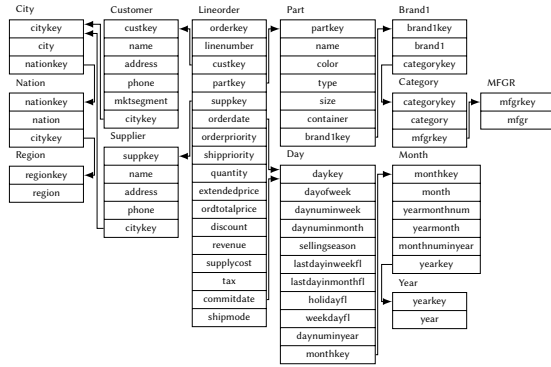 City
citykey
city
nationkey
Nation
nationkey
nation
citykey
Region
regionkey
region
Customer
custkey
name
address
phone
mktsegment
citykey
Supplier
suppkey
name
address
phone
citykey
Lineorder
orderkey
linenumber
custkey
partkey
suppkey
orderdate
orderpriority
shippriority
quantity
extendedprice
ordtotalprice
discount
revenue
supplycost
tax
commitdate
shipmode
Part
partkey
name
color
type
size
container
brand1key
Day
daykey
dayofweek
daynuminweek
daynuminmonth
sellingseason
lastdayinweekfl
lastdayinmonthfl
holidayfl
weekdayfl
daynuminyear
monthkey
Brand1
brand1key
brand1
categorykey
Category
categorykey
category
mfgrkey
MFGR
mfgrkey
mfgr
Month
monthkey
month
yearmonthnum
yearmonth
monthnuminyear
yearkey
Year
yearkey
year